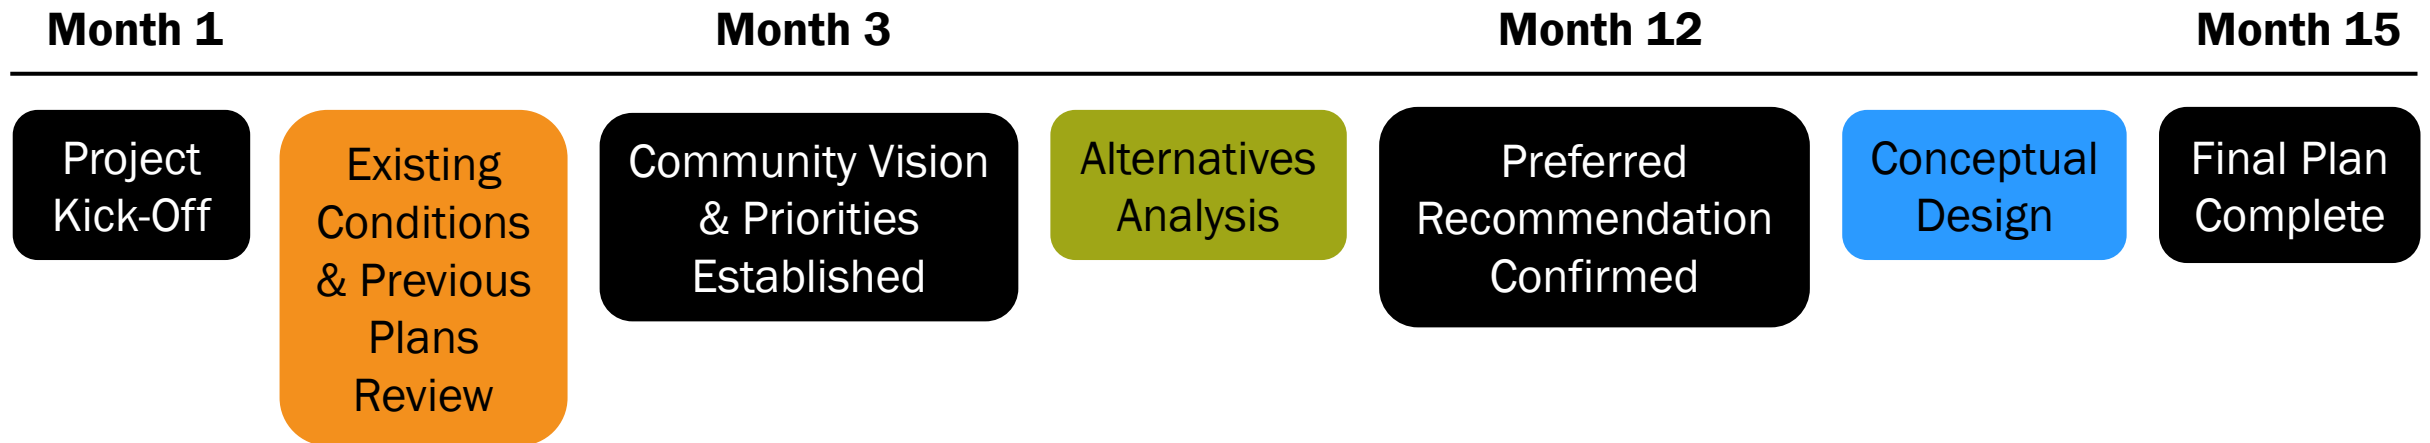 Month 1
Month 3
Month 12
Month 15
Project
Kick-Off
Existing
Conditions
& Previous
Plans
Review
Community Vision
& Priorities
Established
Alternatives
Analysis
Preferred
Recommendation
Confirmed
Conceptual
Design
Final Plan
Complete